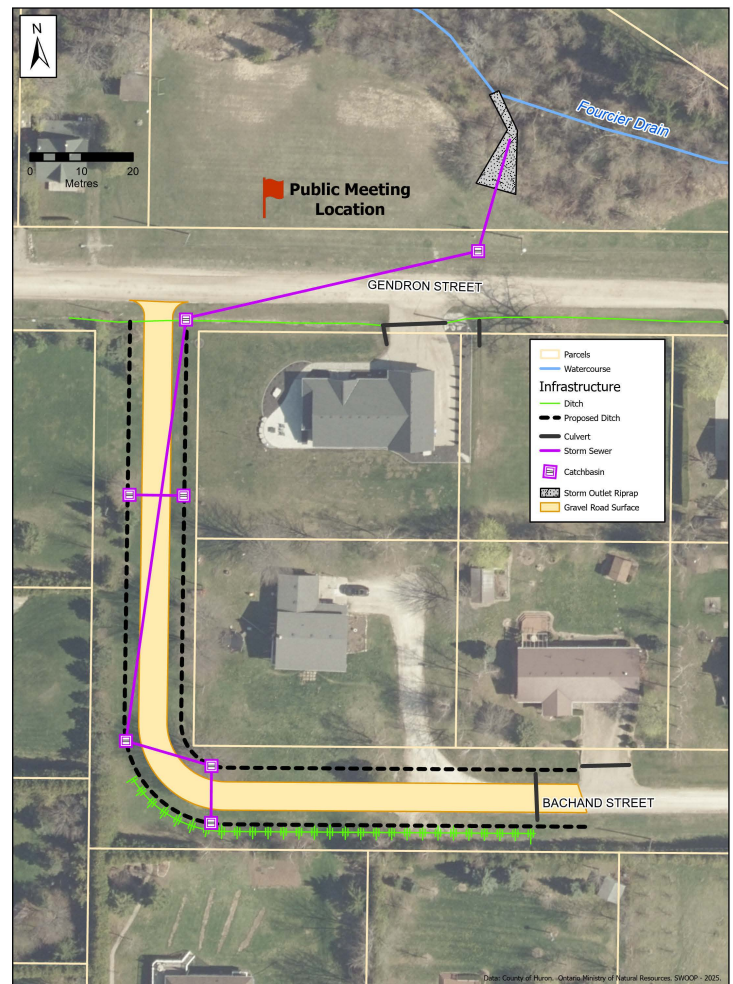 N
Fourcier Drain
10 0 10 20
Metres
Public Meeting
Location
GENDRON STREET
Parcels
Watercourse
Infrastructure
Ditch
Proposed Ditch
Culvert
Storm Sewer
Catchbasin
Storm Outlet Riprap
Gravel Road Surface
BACHAND STREET
Data: County of Huron, Ontario Ministry of Natural Resources, SWOOP - 2025.